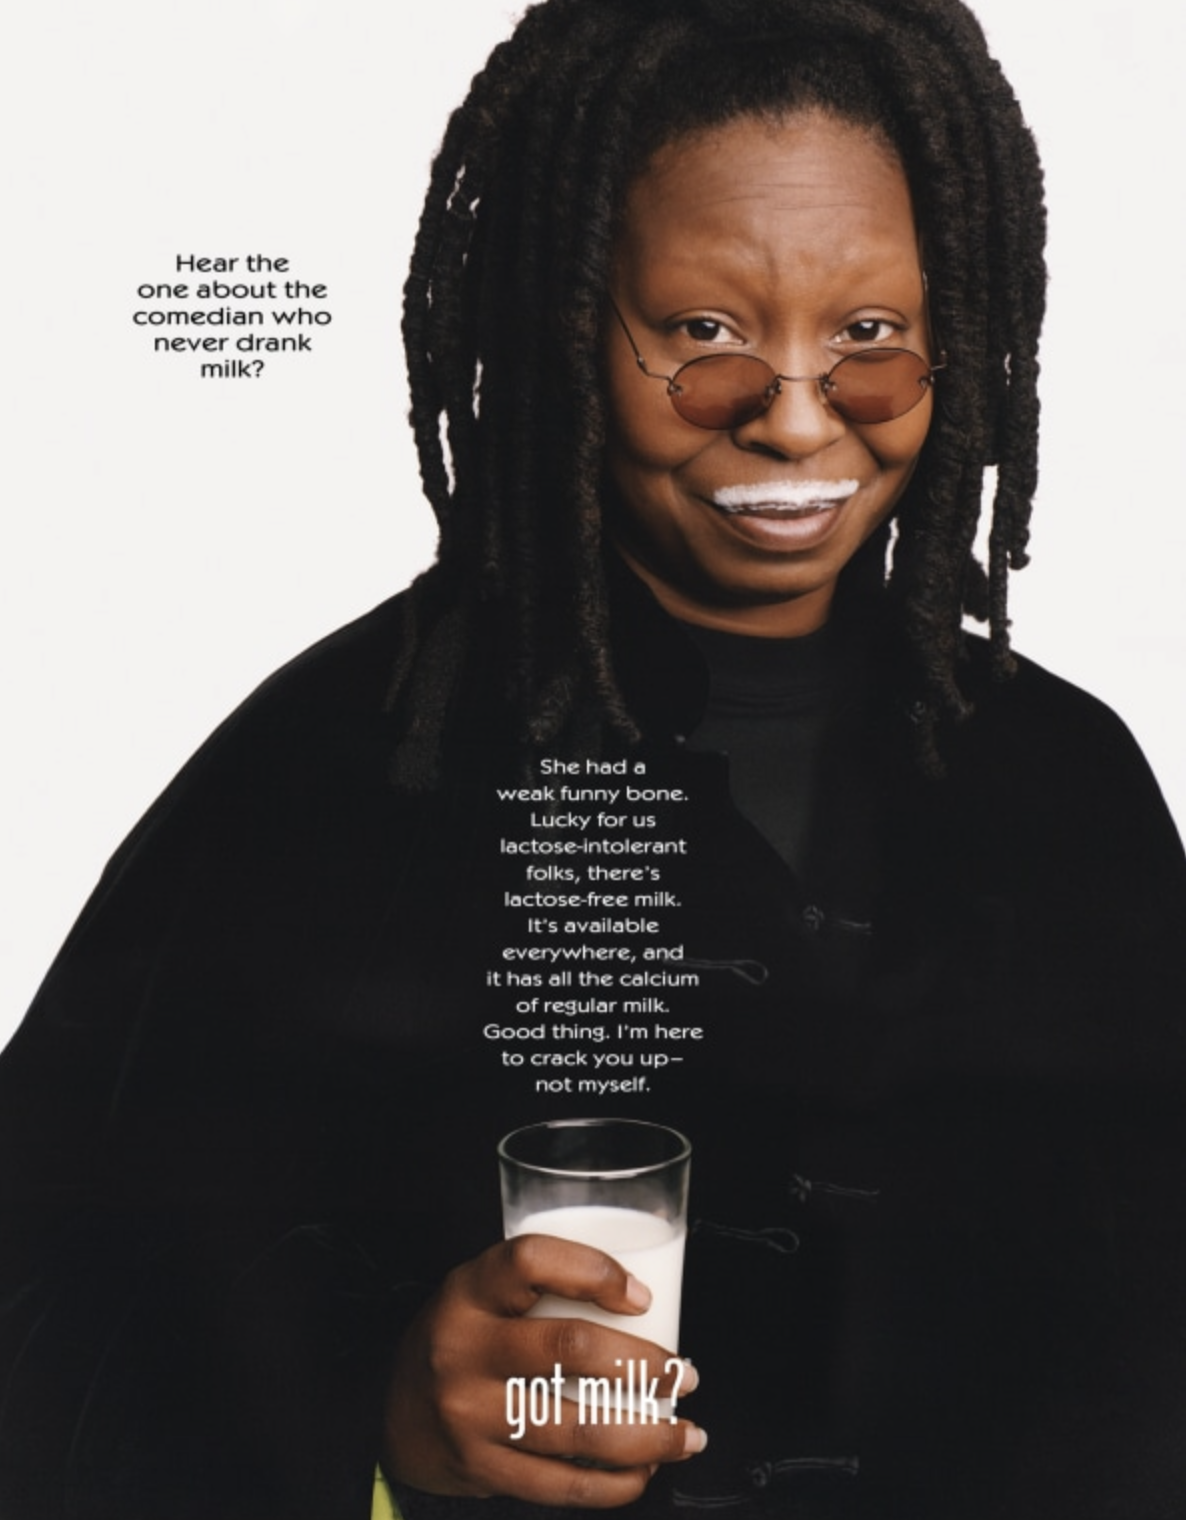 Hear the
one about the
comedian who
never drank
milk?
She had a
weak funny bone.
Lucky for us
lactose-intolerant
folks, there's
lactose-free milk.
It's available
everywhere, and
it has all the calcium
of regular milk.
Good thing. I'm here
to crack you up–
not myself.
got milk?